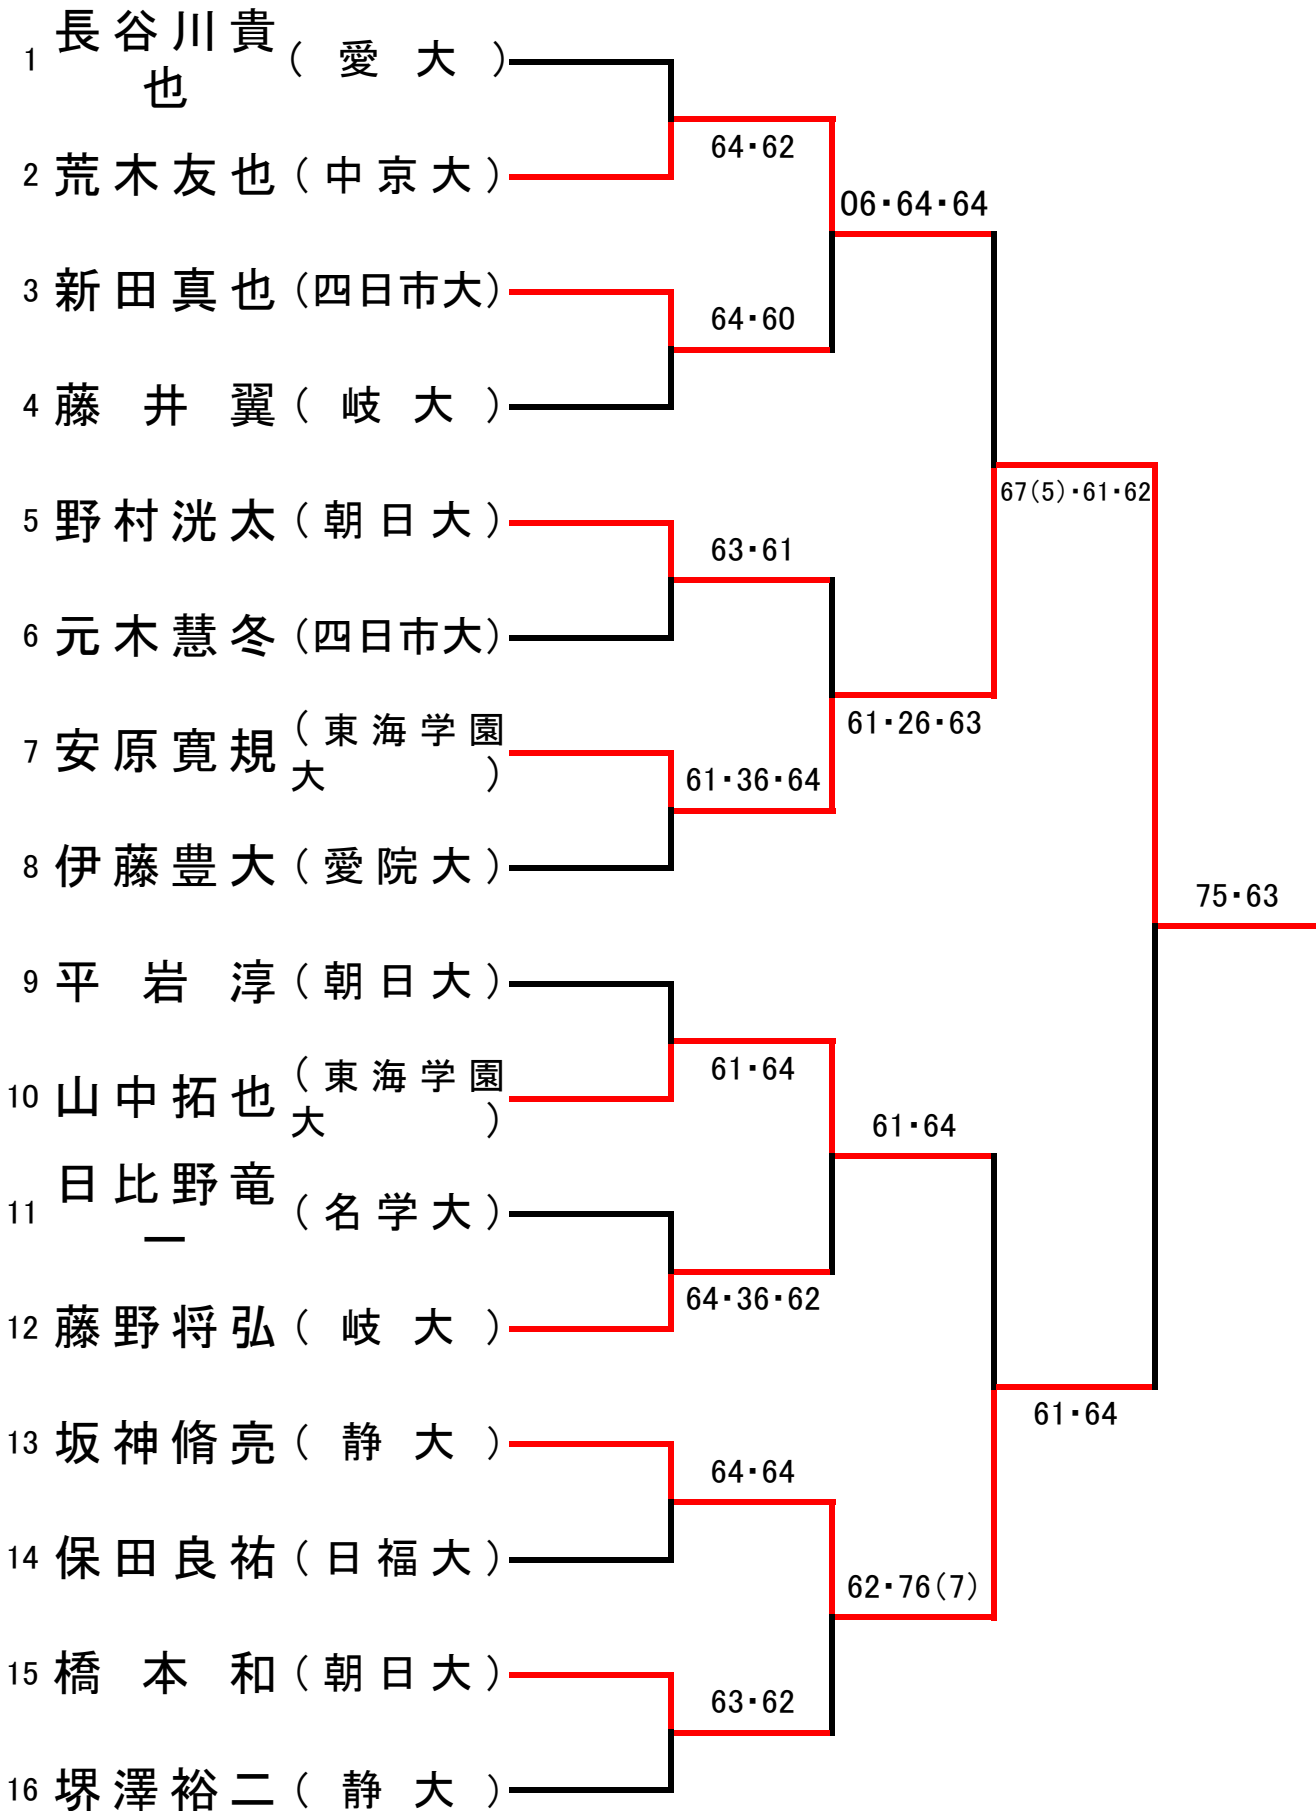 1 長谷川貴也 (愛大)
2 荒木友也 (中京大)
3 新田真也 (四日市大)
4 藤井翼 (岐大)
5 野村洸太 (朝日大)
6 元木慧冬 (四日市大)
7 安原寛規 (東海学園大)
8 伊藤豊大 (愛院大)
9 平岩淳 (朝日大)
10 山中拓也 (東海学園大)
11 日比野竜一 (名学大)
12 藤野将弘 (岐大)
13 坂神脩亮 (静大)
14 保田良祐 (日福大)
15 橋本和 (朝日大)
16 堺澤裕二 (静大)
64・62
64・60
63・61
61・36・64
61・64
64・36・62
64・64
63・62
06・64・64
61・26・63
61・64
62・76(7)
67(5)・61・62
61・64
75・63